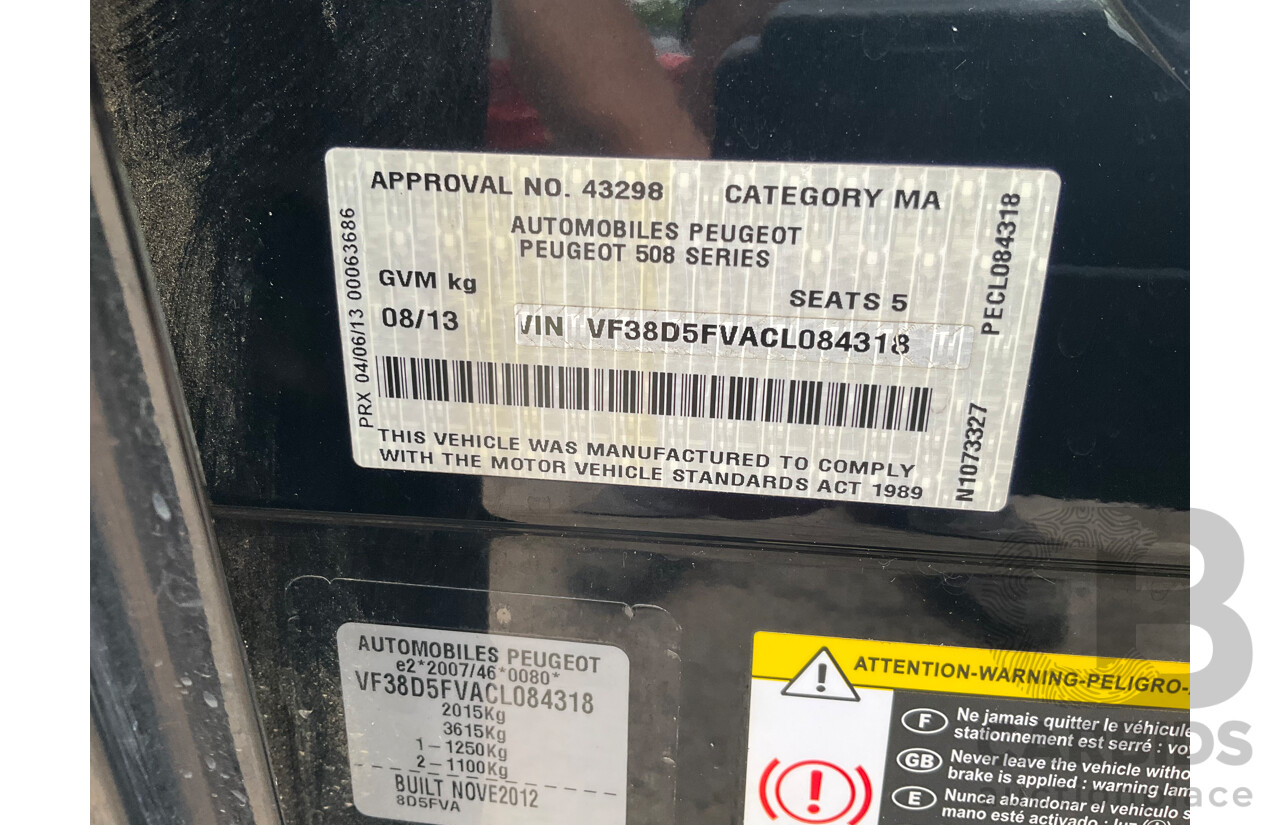 APPROVAL NO. 43298 CATEGORY MA
AUTOMOBILES PEUGEOT
PEUGEOT 508 SERIES
GVM kg
SEATS 5
08/13 VIN VF38D5FVACL084318
THIS VEHICLE WAS MANUFACTURED TO COMPLY
WITH THE MOTOR VEHICLE STANDARDS ACT 1989
PRX 04/06/13 00063686
PECL084318
N1073327
AUTOMOBILES PEUGEOT
e2*2007/46*0080*
VF38D5FVACL084318
2015Kg
3615Kg
1-1250Kg
2-1100Kg
BUILT NOVE2012
8D5FVA
ATTENTION-WARNING-PELIGRO-
F Ne jamais quitter le véhicule
stationnement est serré : vo
GB Never leave the vehicle witho
brake is applied : warning lam
E Nunca abandonar el vehiculo s
mano esté activado : luz